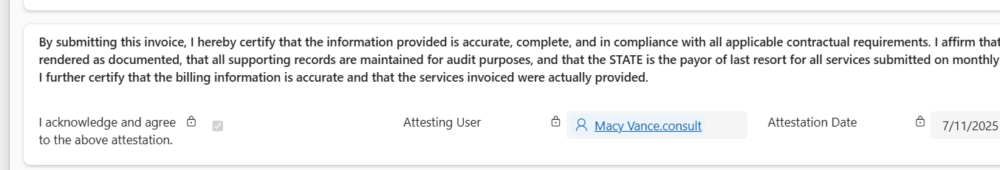 By submitting this invoice, I hereby certify that the information provided is accurate, complete, and in compliance with all applicable contractual requirements. I affirm that
rendered as documented, that all supporting records are maintained for audit purposes, and that the STATE is the payor of last resort for all services submitted on monthly
I further certify that the billing information is accurate and that the services invoiced were actually provided.
I acknowledge and agree
to the above attestation.
Attesting User
Macy Vance.consult
Attestation Date
7/11/2025